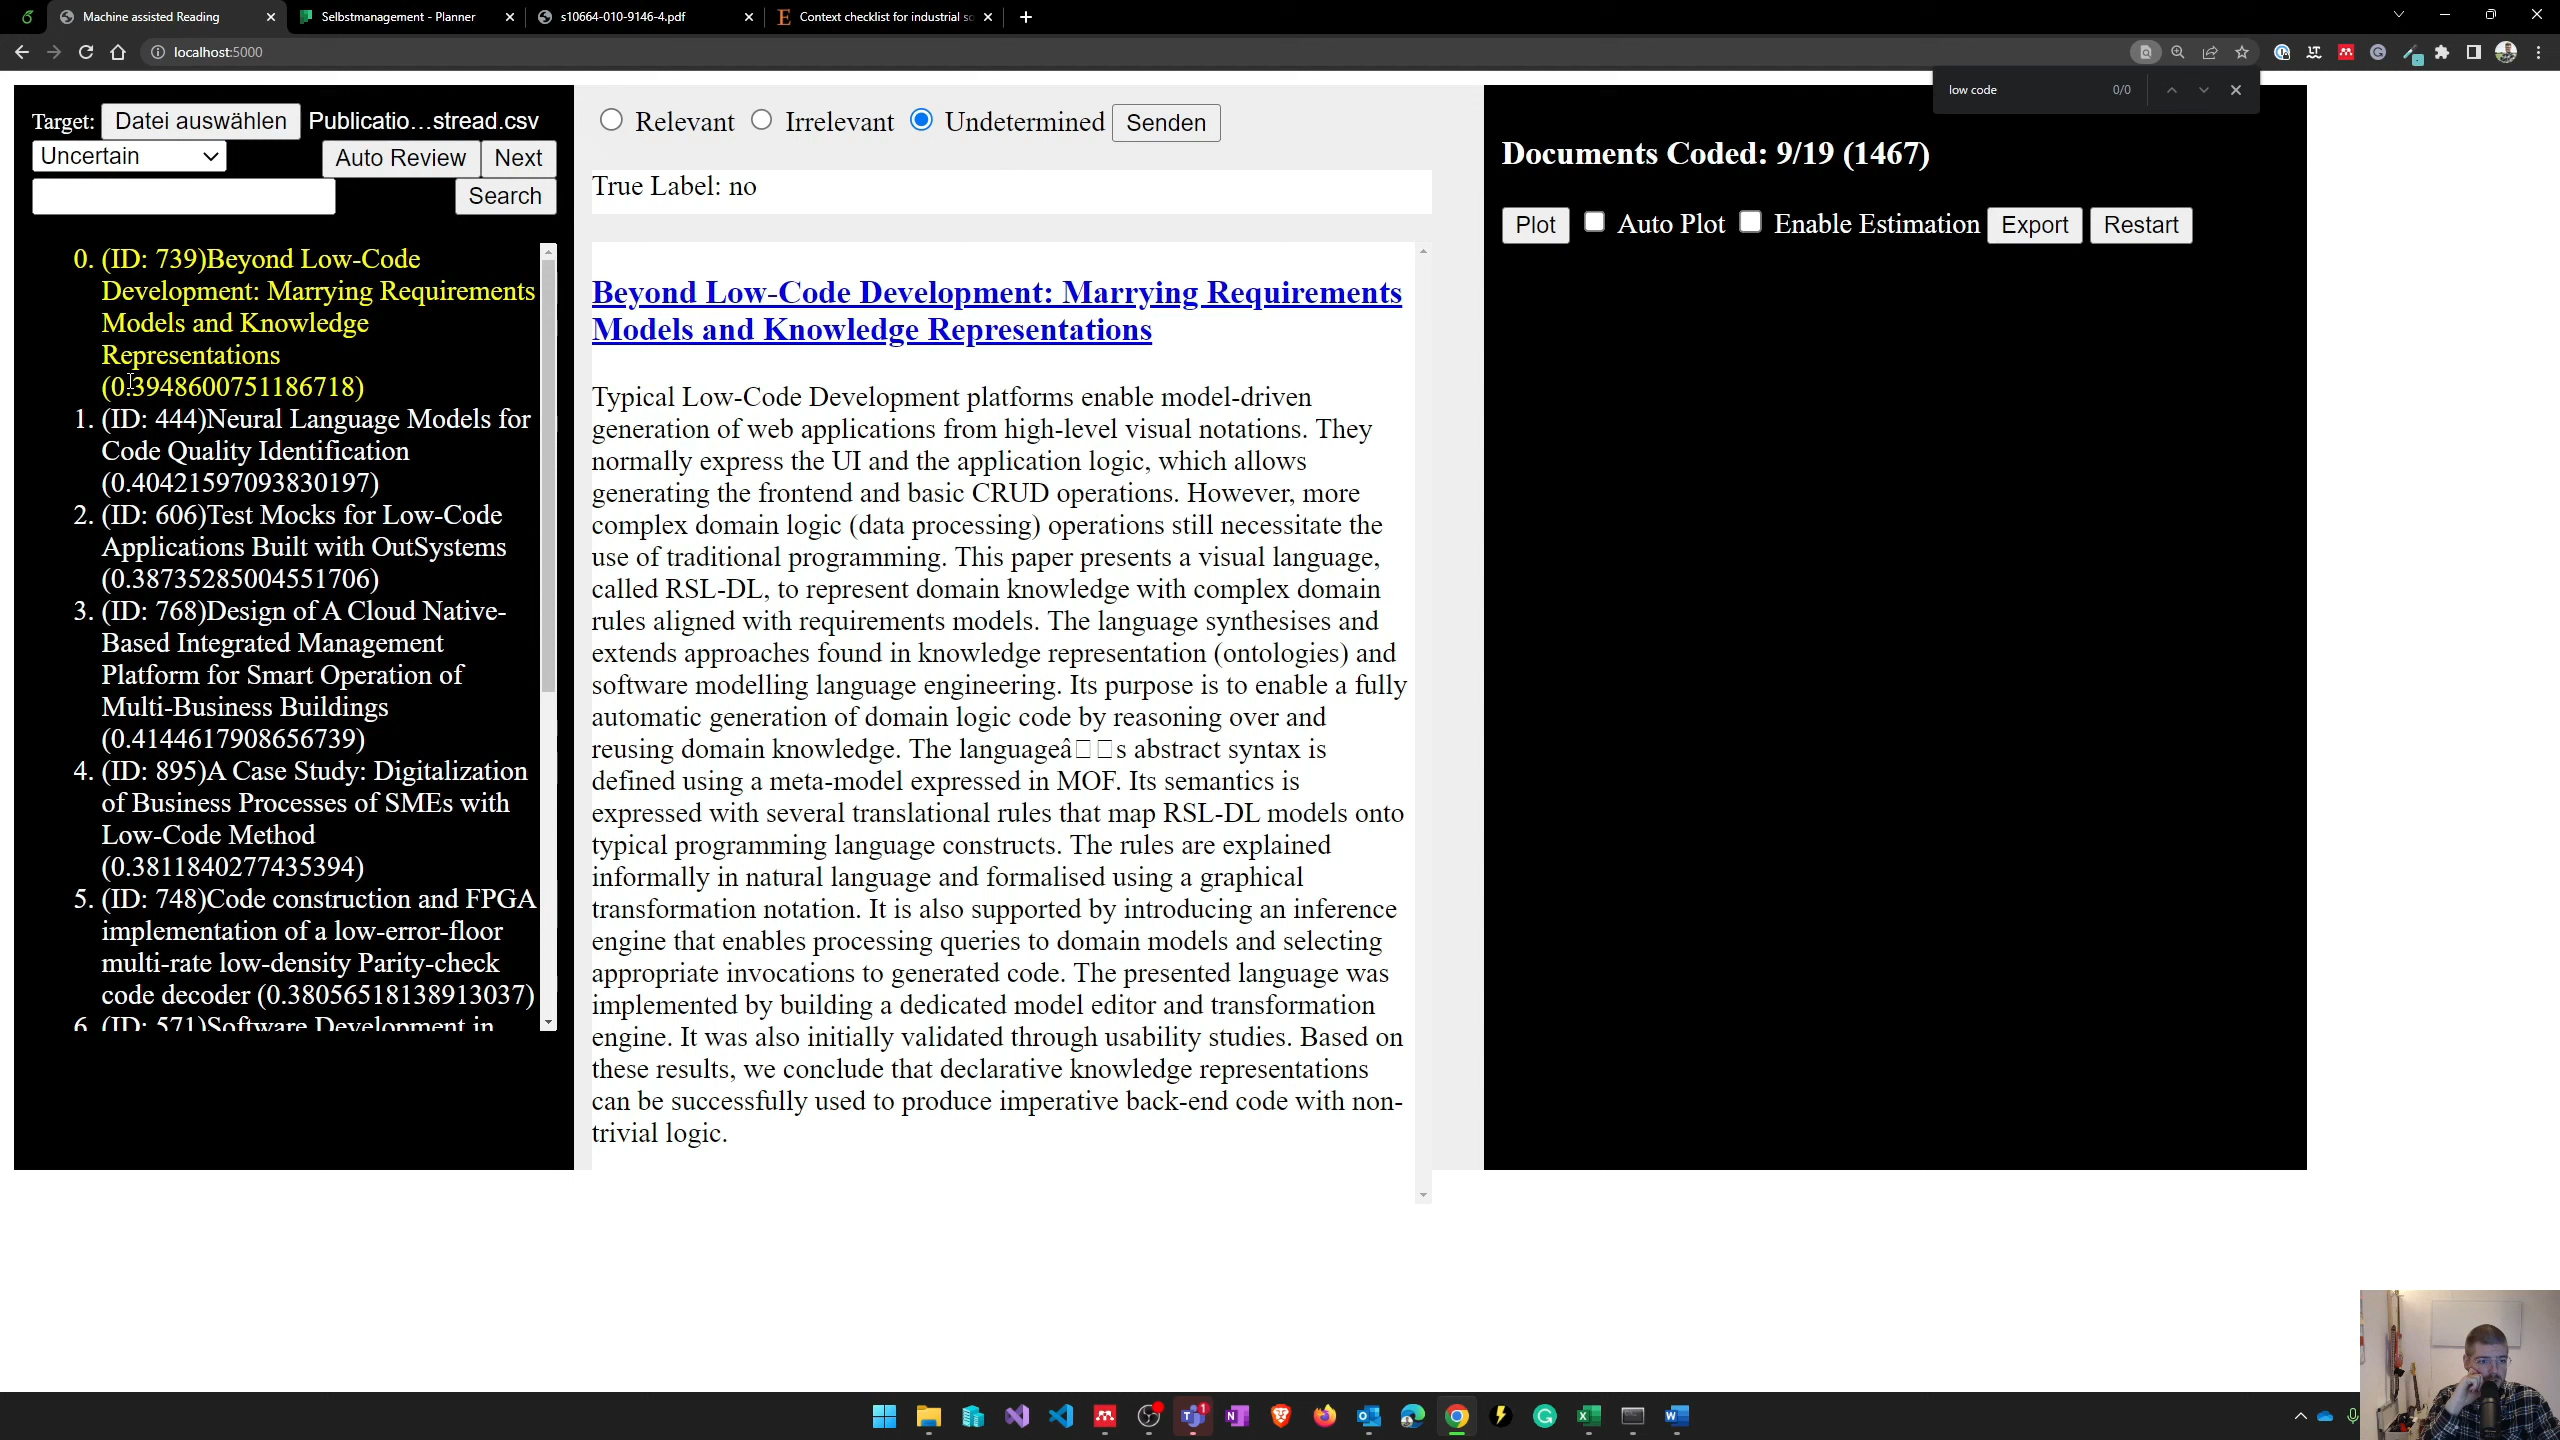 Machine assisted Reading
Selbstmanagement - Planner
s10664-010-9146-4.pdf
Context checklist for industrial so
localhost:5000
low code
0/0
Target: Datei auswählen Publicatio...stread.csv
Uncertain
Auto Review Next
Search
0. (ID: 739)Beyond Low-Code
Development: Marrying Requirements
Models and Knowledge
Representations
(0.3948600751186718)
1. (ID: 444)Neural Language Models for
Code Quality Identification
(0.40421597093830197)
2. (ID: 606)Test Mocks for Low-Code
Applications Built with OutSystems
(0.38735285004551706)
3. (ID: 768)Design of A Cloud Native-
Based Integrated Management
Platform for Smart Operation of
Multi-Business Buildings
(0.4144617908656739)
4. (ID: 895)A Case Study: Digitalization
of Business Processes of SMEs with
Low-Code Method
(0.3811840277435394)
5. (ID: 748)Code construction and FPGA
implementation of a low-error-floor
multi-rate low-density Parity-check
code decoder (0.38056518138913037)
6. (ID: 571)Software Development in
Relevant Irrelevant Undetermined Senden
True Label: no
Beyond Low-Code Development: Marrying Requirements
Models and Knowledge Representations
Typical Low-Code Development platforms enable model-driven
generation of web applications from high-level visual notations. They
normally express the UI and the application logic, which allows
generating the frontend and basic CRUD operations. However, more
complex domain logic (data processing) operations still necessitate the
use of traditional programming. This paper presents a visual language,
called RSL-DL, to represent domain knowledge with complex domain
rules aligned with requirements models. The language synthesises and
extends approaches found in knowledge representation (ontologies) and
software modelling language engineering. Its purpose is to enable a fully
automatic generation of domain logic code by reasoning over and
reusing domain knowledge. The languageâ□□s abstract syntax is
defined using a meta-model expressed in MOF. Its semantics is
expressed with several translational rules that map RSL-DL models onto
typical programming language constructs. The rules are explained
informally in natural language and formalised using a graphical
transformation notation. It is also supported by introducing an inference
engine that enables processing queries to domain models and selecting
appropriate invocations to generated code. The presented language was
implemented by building a dedicated model editor and transformation
engine. It was also initially validated through usability studies. Based on
these results, we conclude that declarative knowledge representations
can be successfully used to produce imperative back-end code with non-
trivial logic.
Documents Coded: 9/19 (1467)
Plot Auto Plot Enable Estimation Export Restart